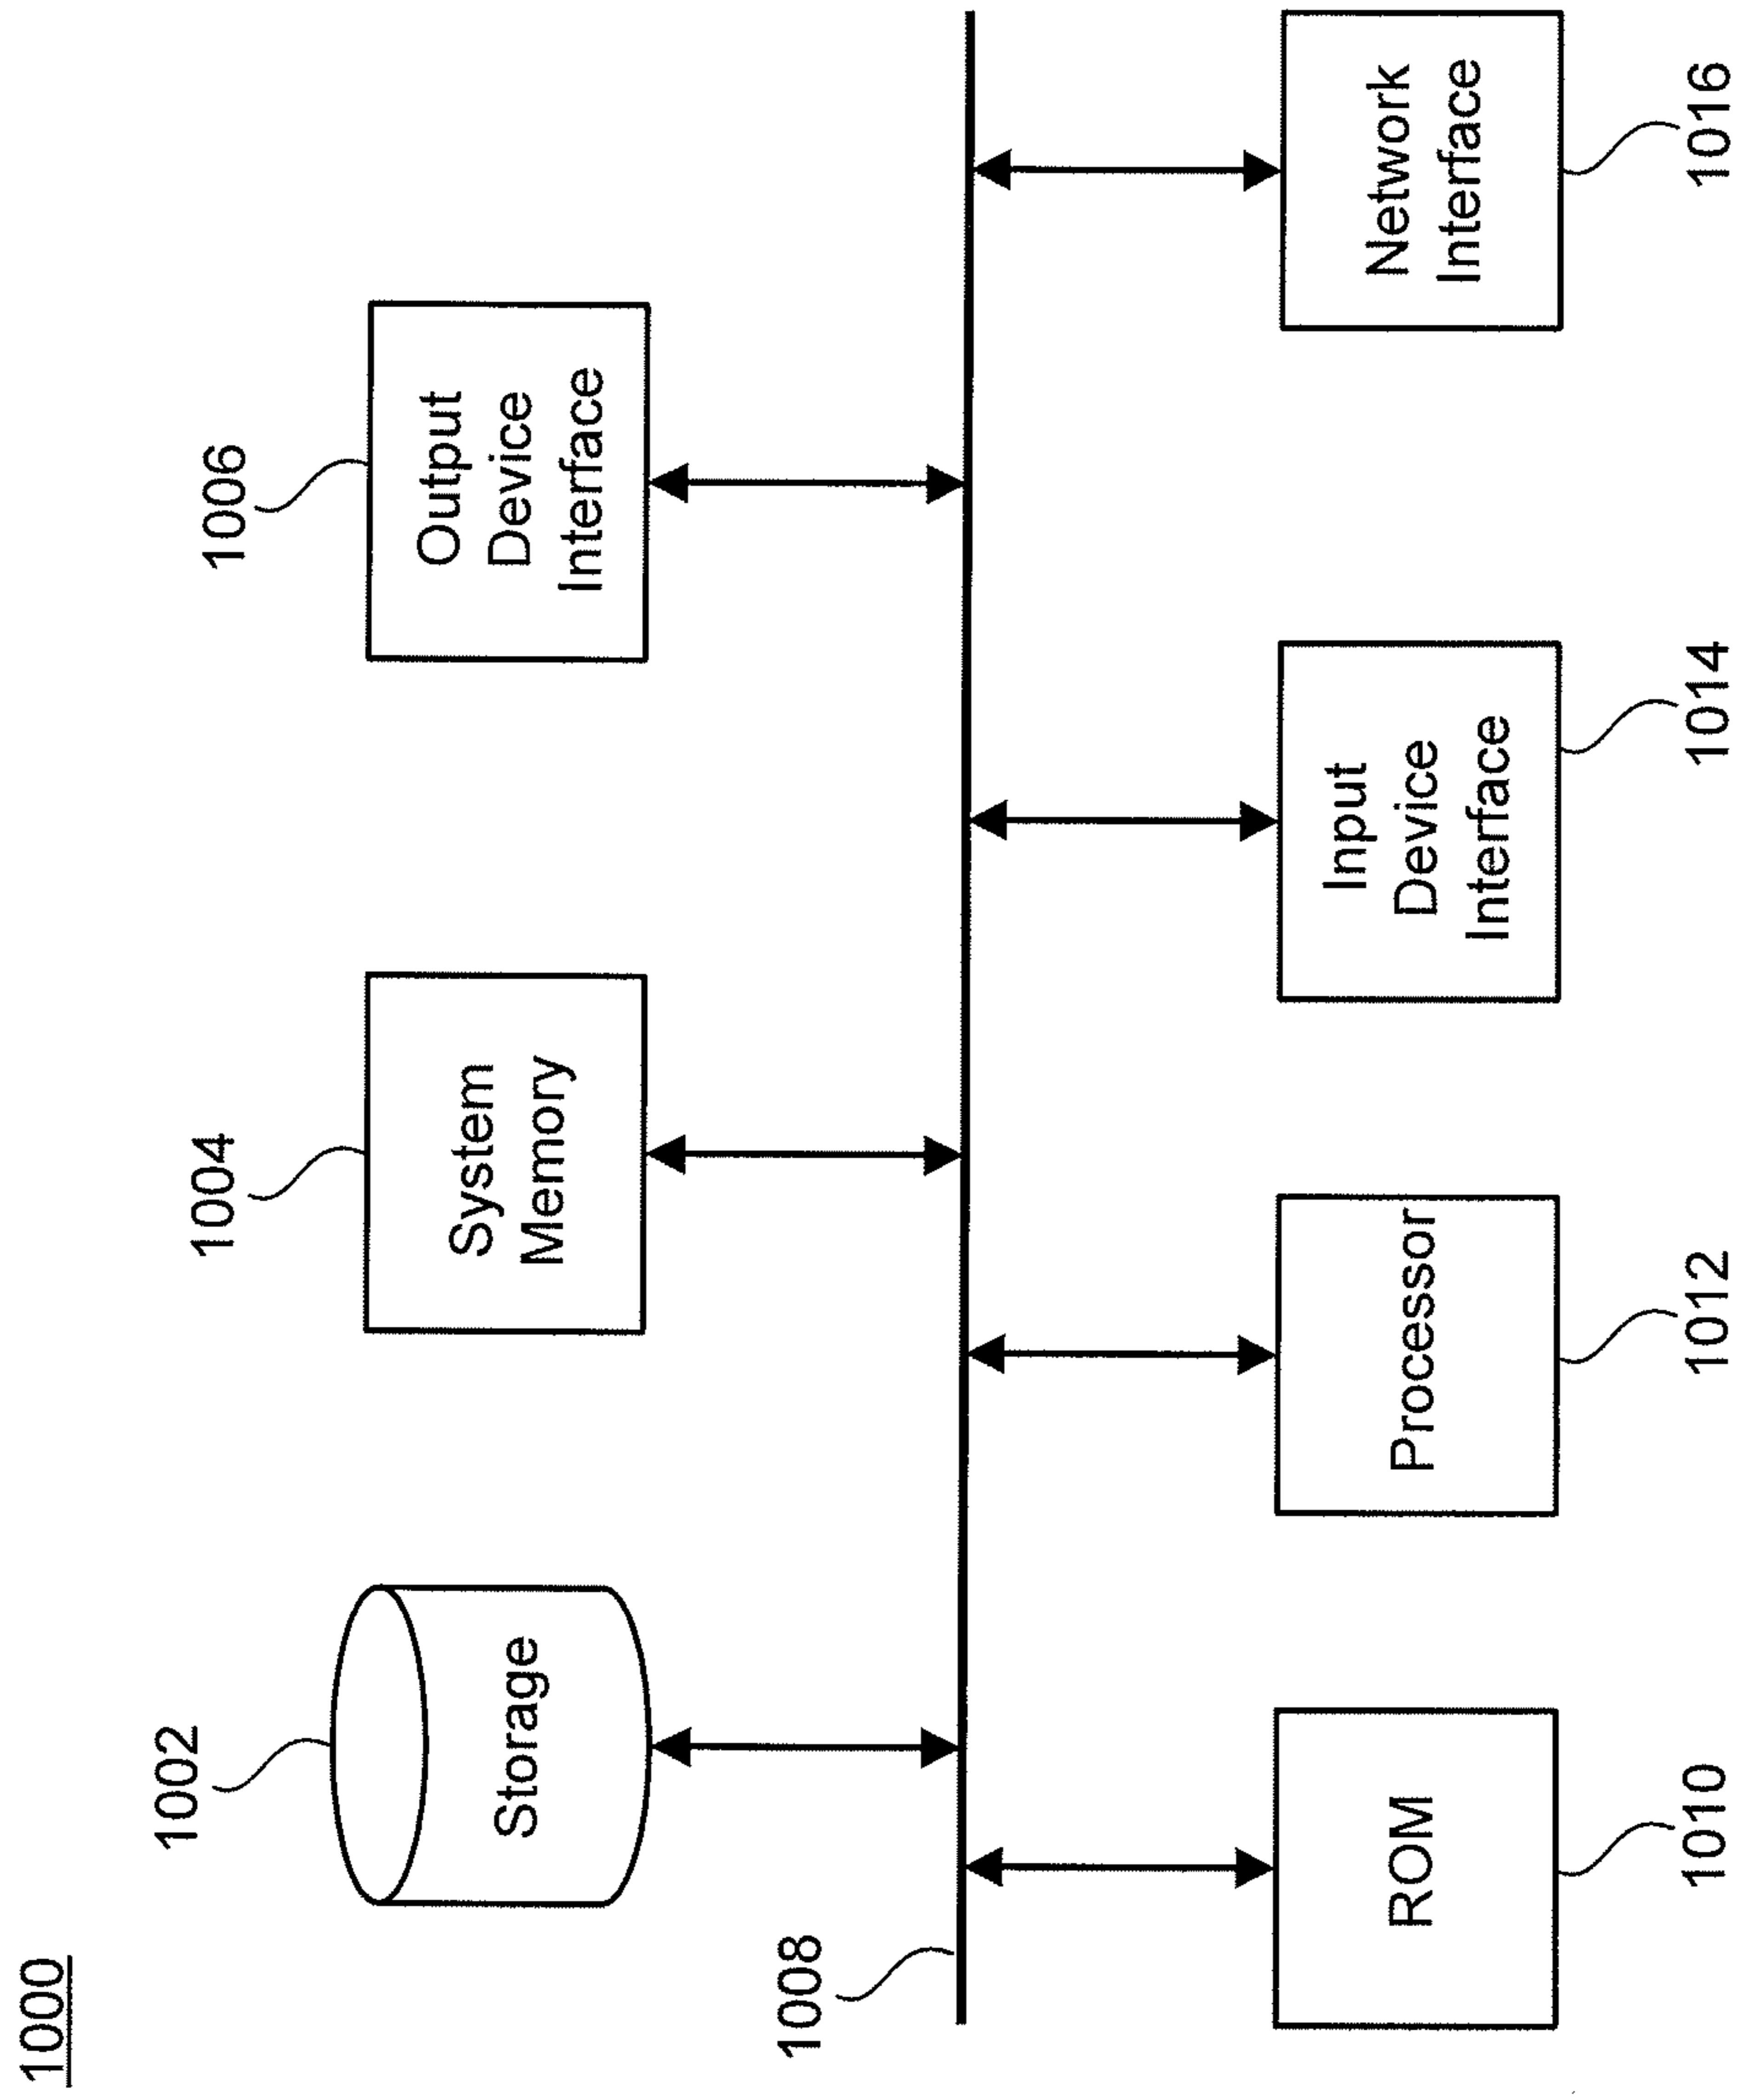 1000
1002
Storage
1004
System
Memory
1006
Output
Device
Interface
1008
ROM
1010
Processor
1012
Input
Device
Interface
1014
Network
Interface
1016